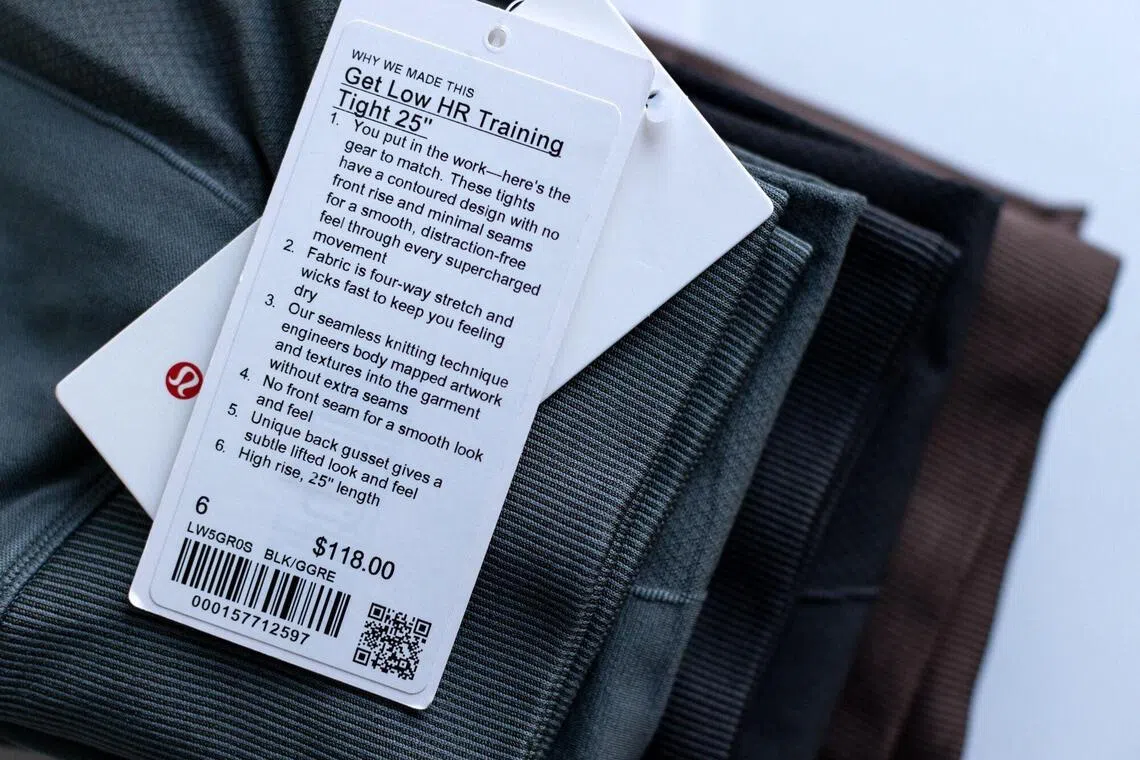 WHY WE MADE THIS
Get Low HR Training
Tight 25"
1. You put in the work—here's the
gear to match. These tights
have a contoured design with no
front rise and minimal seams
for a smooth, distraction-free
feel through every supercharged
movement
2. Fabric is four-way stretch and
wicks fast to keep you feeling
dry
3. Our seamless knitting technique
engineers body mapped artwork
and textures into the garment
without extra seams
4. No front seam for a smooth look
and feel
5. Unique back gusset gives a
subtle lifted look and feel
6. High rise, 25" length
6
$118.00
LW5GR0S BLK/GGRE
000157712597